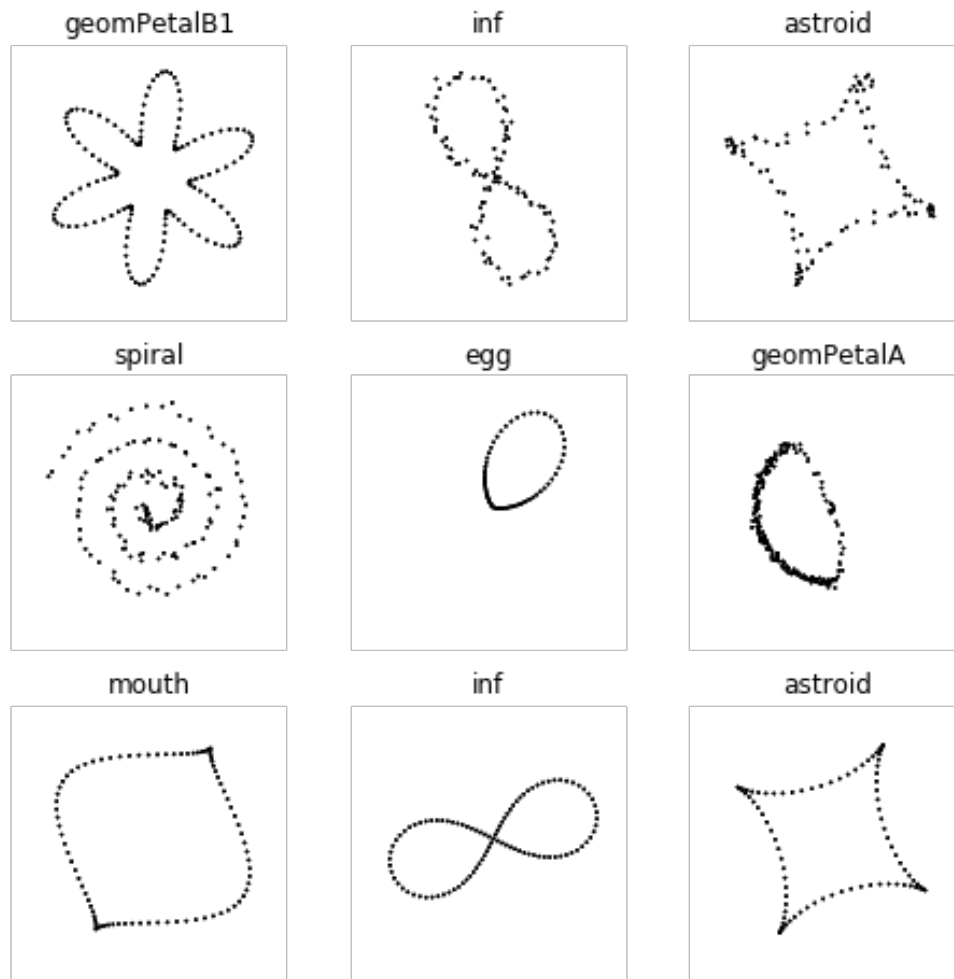 geomPetalB1 inf astroid
spiral egg geomPetalA
mouth inf astroid